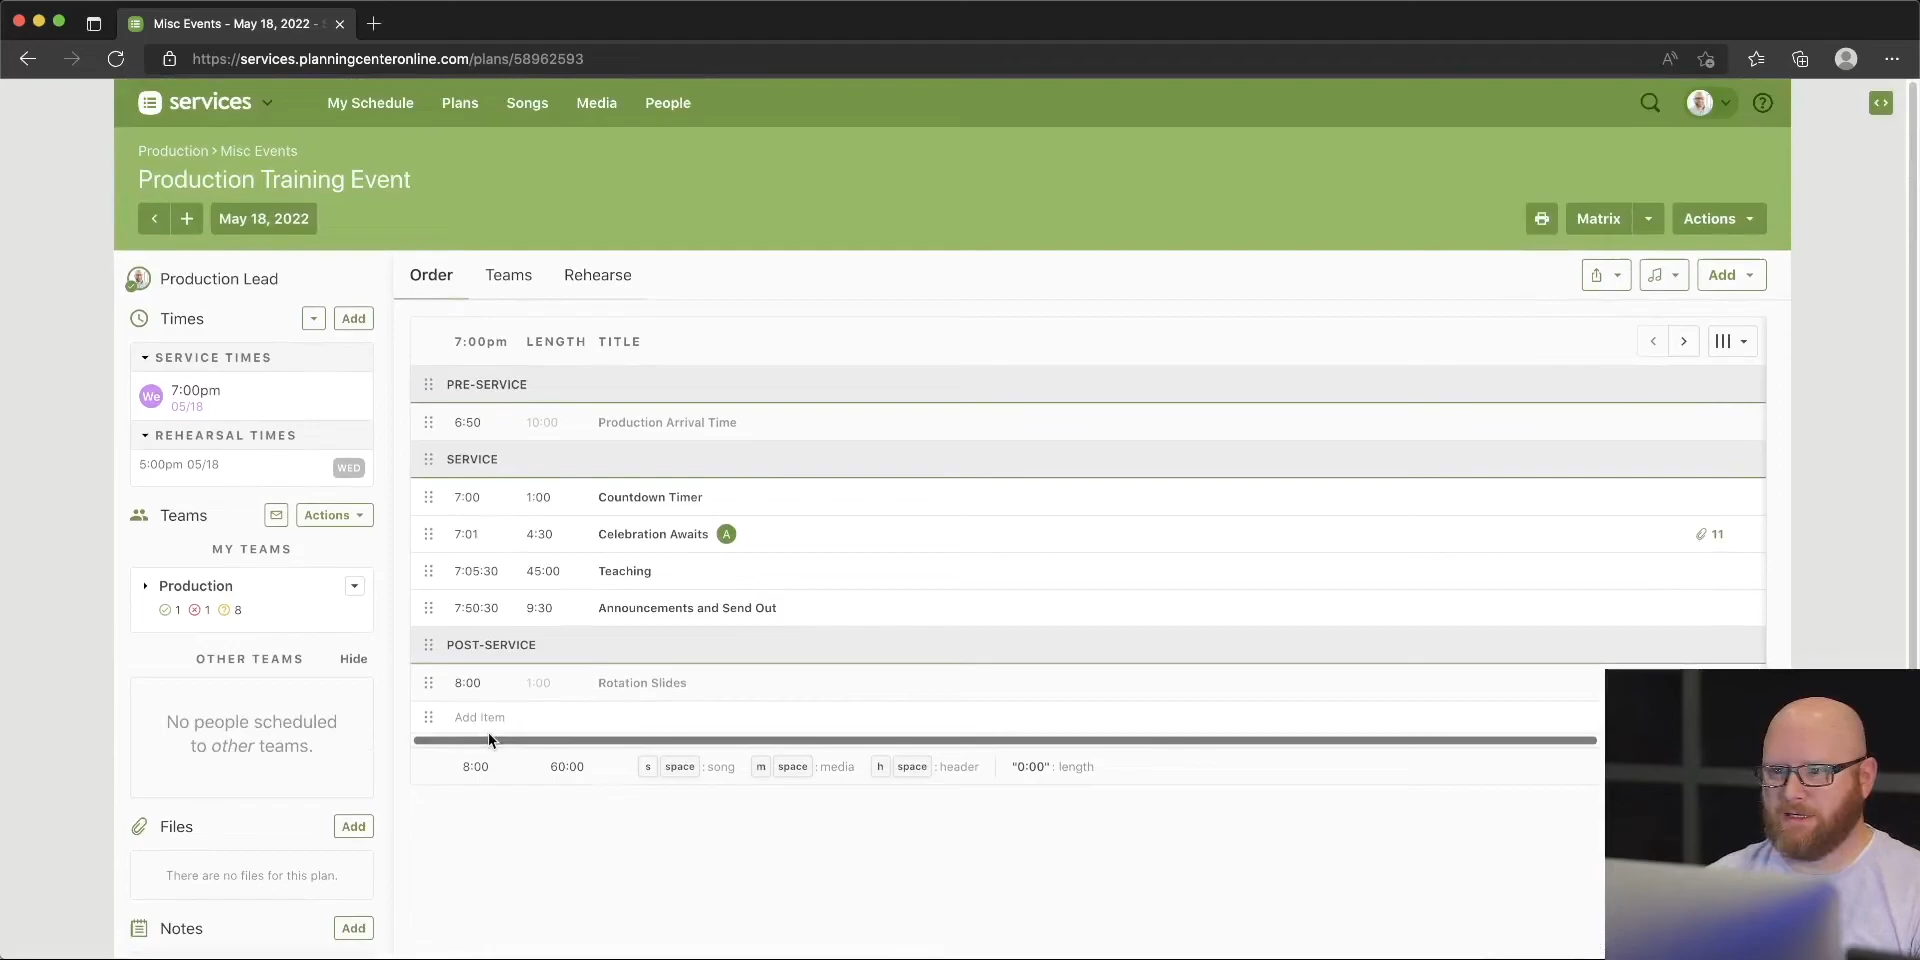 Misc Events - May 18, 2022 -
https://services.planningcenteronline.com/plans/58962593
services My Schedule Plans Songs Media People
Production > Misc Events
Production Training Event
May 18, 2022 Matrix Actions
Production Lead
Times Add
SERVICE TIMES
We 7:00pm
05/18
REHEARSAL TIMES
5:00pm 05/18 WED
Teams Actions
MY TEAMS
Production
1 1 8
OTHER TEAMS Hide
No people scheduled
to other teams.
Files Add
There are no files for this plan.
Notes Add
Order Teams Rehearse Add
7:00pm LENGTH TITLE
PRE-SERVICE
6:50 10:00 Production Arrival Time
SERVICE
7:00 1:00 Countdown Timer
7:01 4:30 Celebration Awaits A 11
7:05:30 45:00 Teaching
7:50:30 9:30 Announcements and Send Out
POST-SERVICE
8:00 1:00 Rotation Slides
Add Item
8:00 60:00 s space : song m space : media h space : header "0:00" : length